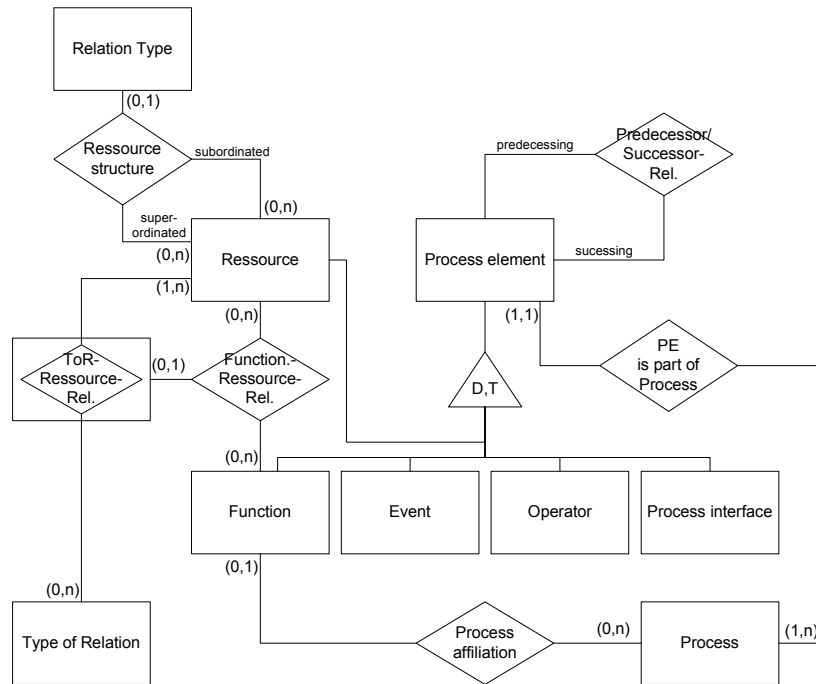 Relation Type
(0,1)
Ressource
structure
subordinated
super-
ordinated
(0,n)
(0,n)
(1,n)
Ressource
(0,n)
predecessing
Predecessor/
Successor-
Rel.
sucessing
Process element
(1,1)
PE
is part of
Process
ToR-
Ressource-
Rel.
(0,1)
Function.-
Ressource-
Rel.
D,T
(0,n)
Function
Event
Operator
Process interface
(0,1)
(0,n)
Type of Relation
Process
affiliation
(0,n)
Process
(1,n)